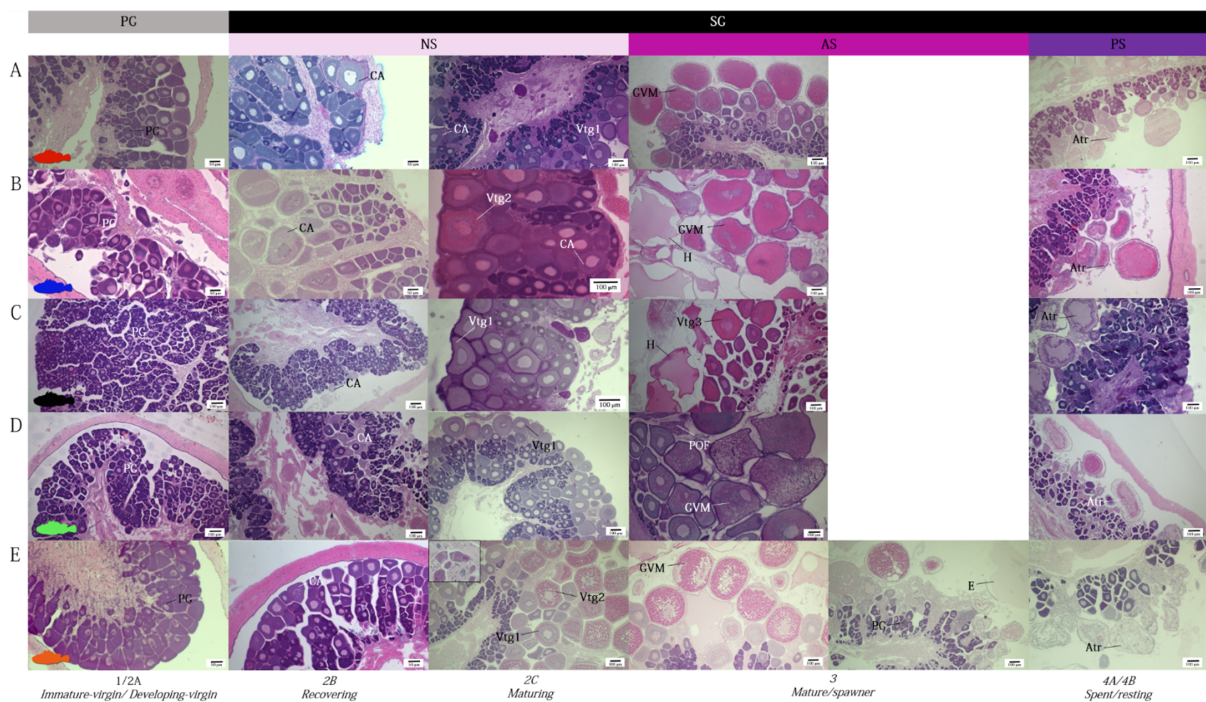 PG SG
NS AS PS
A PG CA CA Vtg1 GVM Atr
B PG CA Vtg2 CA GVM H Atr
C PG CA Vtg1 Vtg3 H Atr
D PG CA Vtg1 POF GVM Atr
E PG CA Vtg2 Vtg1 GVM PG E Atr
100 µm
100 µm
1/2A 2B 2C 3 4A/4B
Immature-virgin/ Developing-virgin Recovering Maturing Mature/spawner Spent/resting